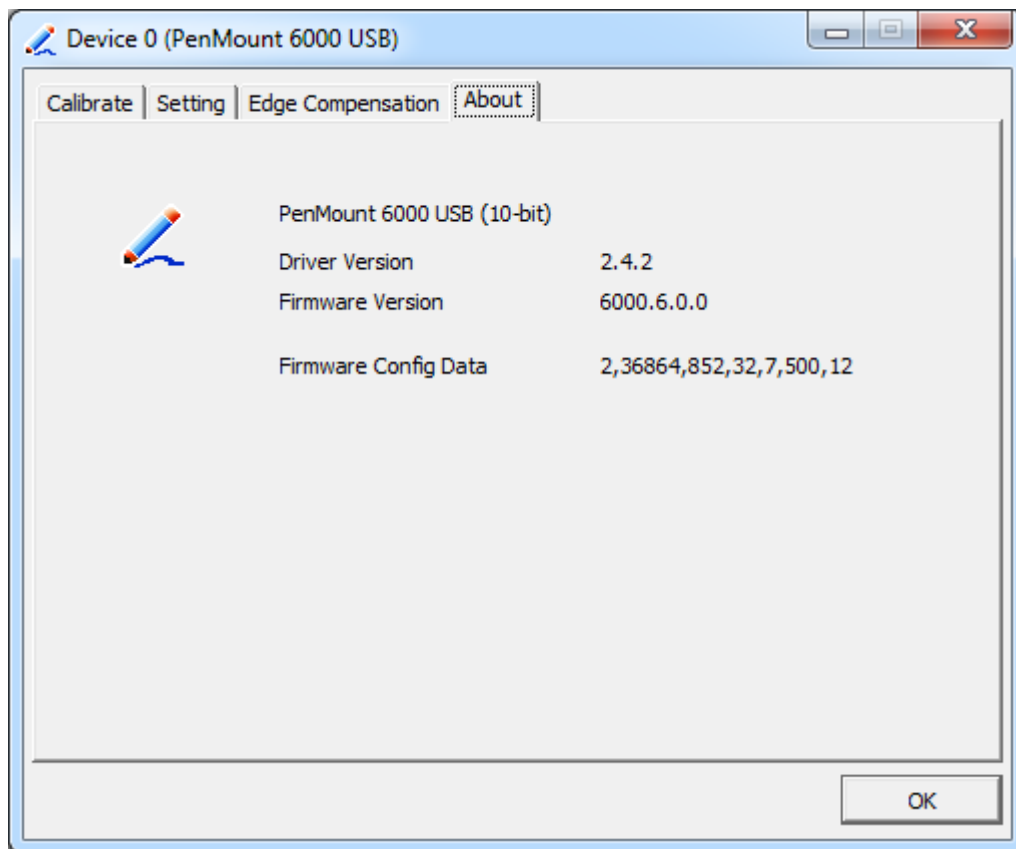 Device 0 (PenMount 6000 USB)
Calibrate Setting Edge Compensation About
PenMount 6000 USB (10-bit)
Driver Version 2.4.2
Firmware Version 6000.6.0.0
Firmware Config Data 2,36864,852,32,7,500,12
OK